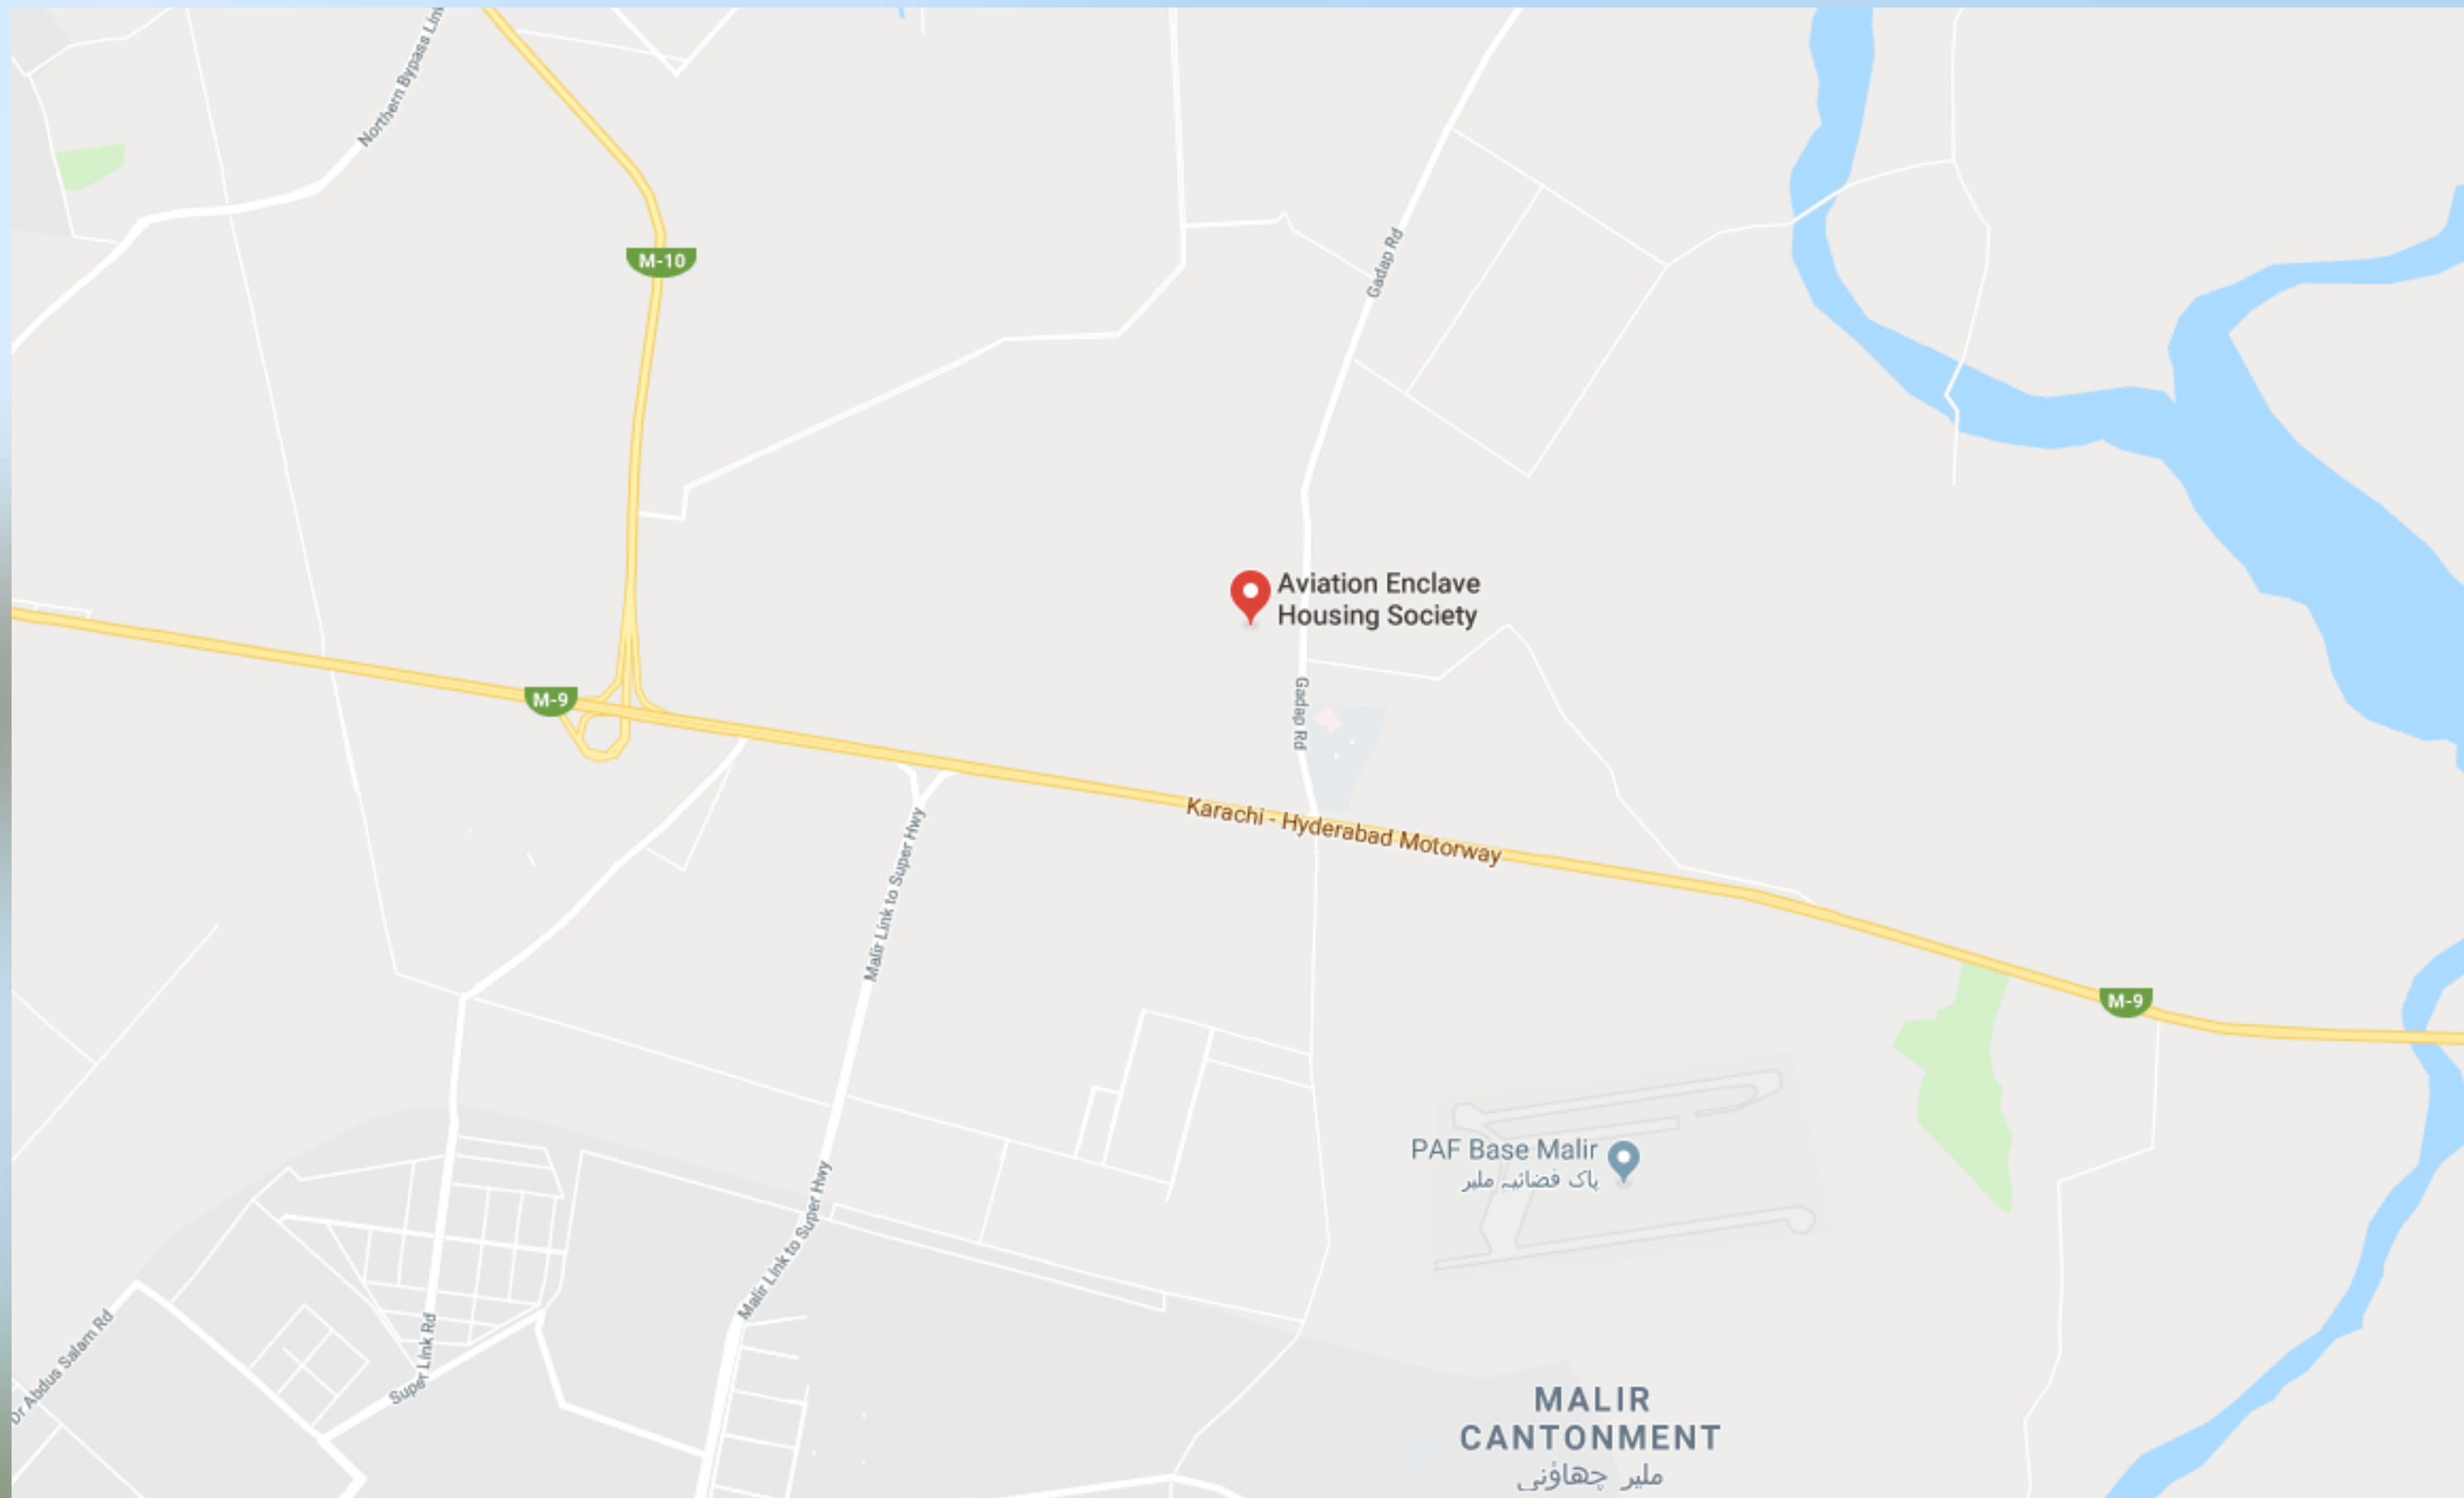 Northern Bypass Link
M-10
Gadap Rd
Aviation Enclave
Housing Society
Gadap Rd
M-9
Karachi - Hyderabad Motorway
Malir Link to Super Hwy
M-9
PAF Base Malir
پاک فضائیہ ملیر
Malir Link to Super Hwy
Super Link Rd
Dr Abdus Salam Rd
MALIR
CANTONMENT
ملیر چھاؤنی